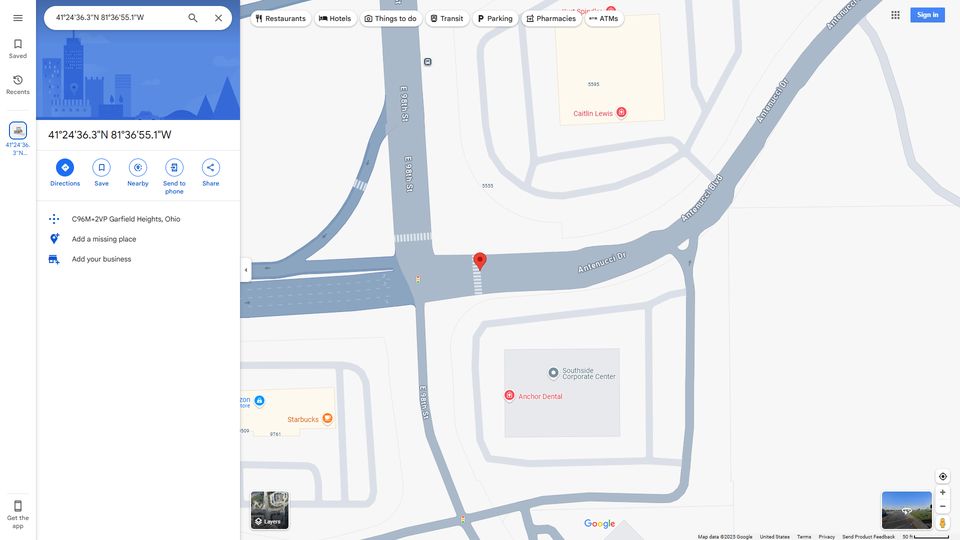 41°24'36.3"N 81°36'55.1"W
Restaurants
Hotels
Things to do
Transit
Parking
Pharmacies
ATMs
Sign in
Saved
Recents
41°24'36.
3"N...
41°24'36.3"N 81°36'55.1"W
Directions
Save
Nearby
Send to
phone
Share
C96M+2VP Garfield Heights, Ohio
Add a missing place
Add your business
Get the
app
E 98th St
E 98th St
E 98th St
Antenucci Dr
Antenucci Blvd
Antenucci Dr
5595
Caitlin Lewis
5555
Southside
Corporate Center
Anchor Dental
Starbucks
9761
Layers
Google
Map data ©2025 Google
United States
Terms
Privacy
Send Product Feedback
50 ft